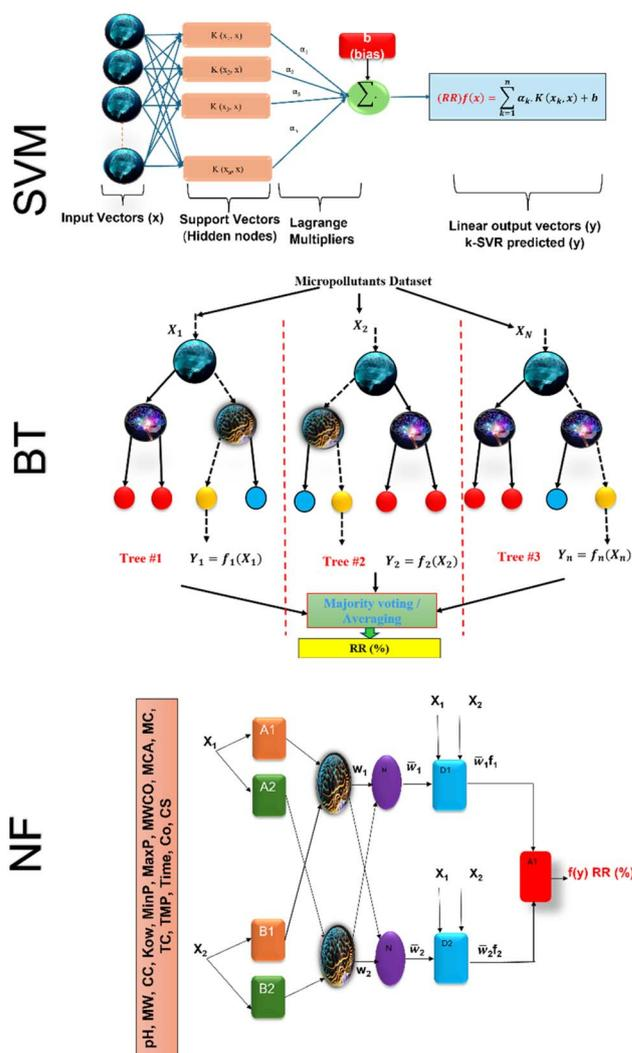 SVM
K (x₁, x)
K (x₂, x)
K (x₃, x)
K (xₙ, x)
α₁
α₂
α₃
b
(bias)
∑.
(RR)f(x) = ∑ⁿₖ₌₁ αₖ.K(xₖ, x) + b
Input Vectors (x)
Support Vectors
(Hidden nodes)
Lagrange
Multipliers
Linear output vectors (y)
k-SVR predicted (y)
BT
Micropollutants Dataset
X₁
X₂
X_N
Tree #1
Y₁ = f₁(X₁)
Tree #2
Y₂ = f₂(X₂)
Tree #3
Yₙ = fₙ(Xₙ)
Majority voting /
Averaging
RR (%)
NF
pH, MW, CC, Kow, MinP, MaxP, MWCO, MCA, MC,
TC, TMP, Time, Co, CS
X₁
X₂
A1
A2
B1
B2
w₁
w₂
N
N
w̅₁
w̅₂
X₁ X₂
D1
w̅₁f₁
X₁ X₂
D2
w̅₂f₂
A1
f(y) RR (%)